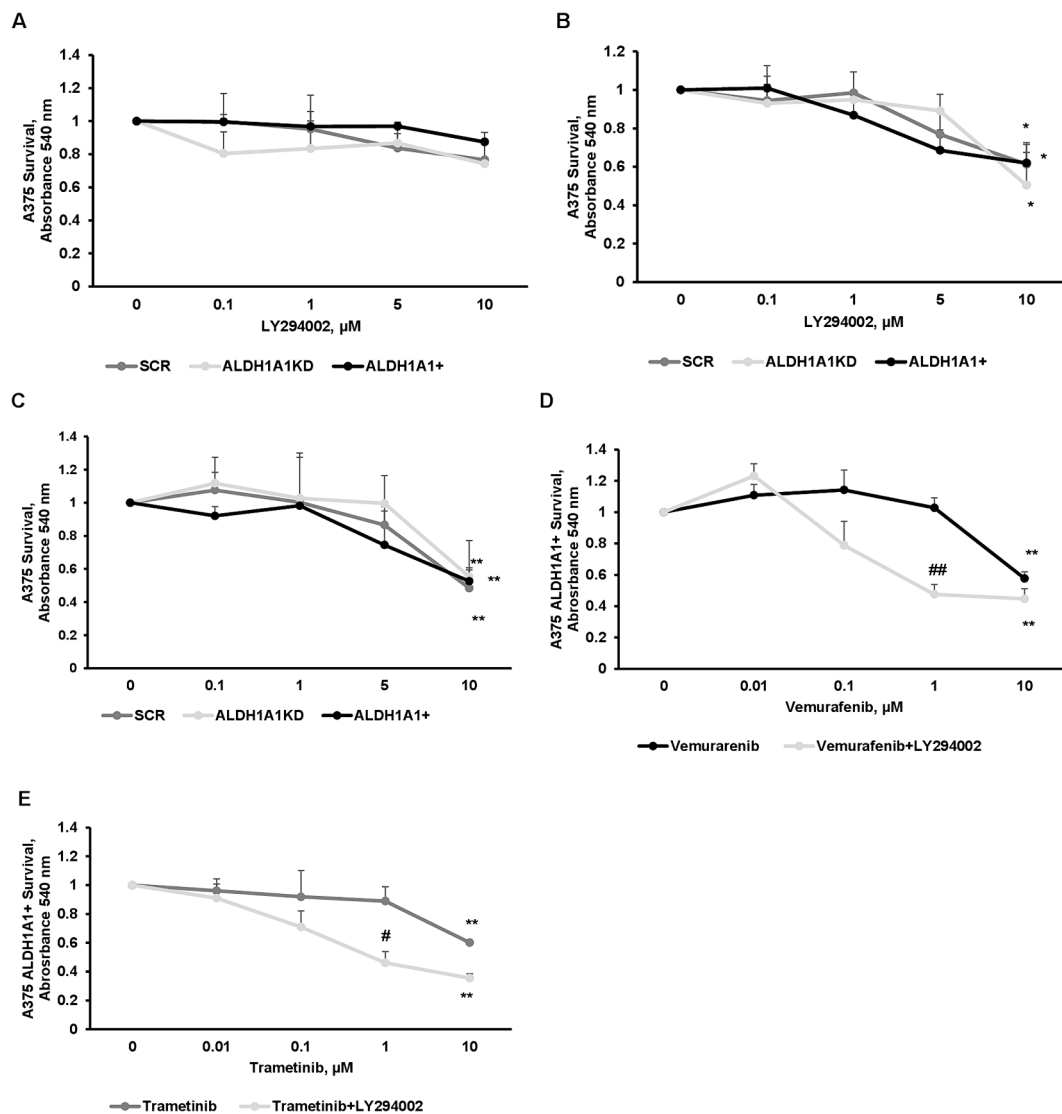 A
1.4
1.2
1
0.8
0.6
0.4
0.2
0
A375 Survival,
Absorbance 540 nm
0 0.1 1 5 10
LY294002, µM
SCR ALDH1A1KD ALDH1A1+
B
1.2
1
0.8
0.6
0.4
0.2
0
A375 Survival,
Absorbance 540 nm
*
*
*
0 0.1 1 5 10
LY294002, µM
SCR ALDH1A1KD ALDH1A1+
C
1.4
1.2
1
0.8
0.6
0.4
0.2
0
A375 Survival,
Absorbance 540 nm
**
**
**
0 0.1 1 5 10
SCR ALDH1A1KD ALDH1A1+
D
1.4
1.2
1
0.8
0.6
0.4
0.2
0
A375 ALDH1A1+ Survival,
Abrosrbance 540 nm
##
**
**
0 0.01 0.1 1 10
Vemurafenib, µM
Vemurarenib Vemurafenib+LY294002
E
1.4
1.2
1
0.8
0.6
0.4
0.2
0
A375 ALDH1A1+ Survival,
Abrosrbance 540 nm
#
**
**
0 0.01 0.1 1 10
Trametinib, µM
Trametinib Trametinib+LY294002